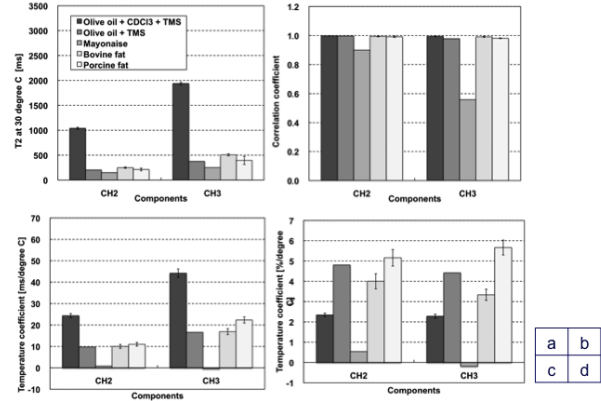 3500
3000
2500
2000
1500
1000
500
0
T2 at 30 degree C [ms]
Olive oil + CDCl3 + TMS
Olive oil + TMS
Mayonaise
Bovine fat
Porcine fat
CH2
CH3
Components
1.2
1.0
0.8
0.6
0.4
0.2
0.0
Correlation coefficient
CH2
CH3
Components
70
60
50
40
30
20
10
0
-10
Temperature coefficient [ms/degree C]
CH2
CH3
Components
7
6
5
4
3
2
1
0
-1
Temperature coefficient [%/degree C]
CH2
CH3
Components
a b
c d